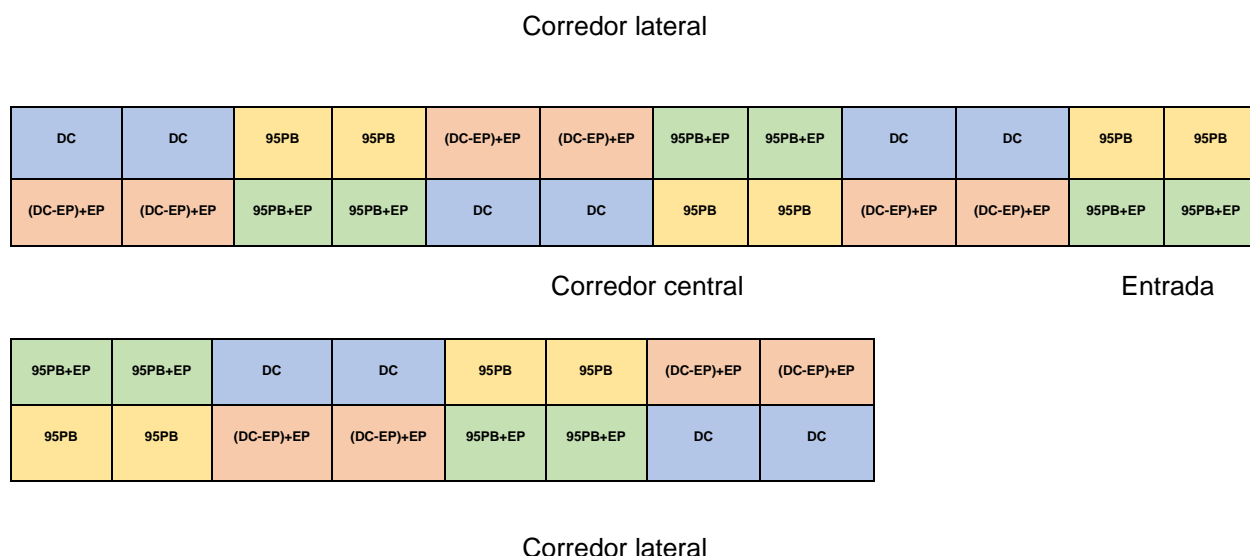 Corredor lateral
DC DC 95PB 95PB (DC-EP)+EP (DC-EP)+EP 95PB+EP 95PB+EP DC DC 95PB 95PB
(DC-EP)+EP (DC-EP)+EP 95PB+EP 95PB+EP DC DC 95PB 95PB (DC-EP)+EP (DC-EP)+EP 95PB+EP 95PB+EP
Corredor central Entrada
95PB+EP 95PB+EP DC DC 95PB 95PB (DC-EP)+EP (DC-EP)+EP
95PB 95PB (DC-EP)+EP (DC-EP)+EP 95PB+EP 95PB+EP DC DC
Corredor lateral